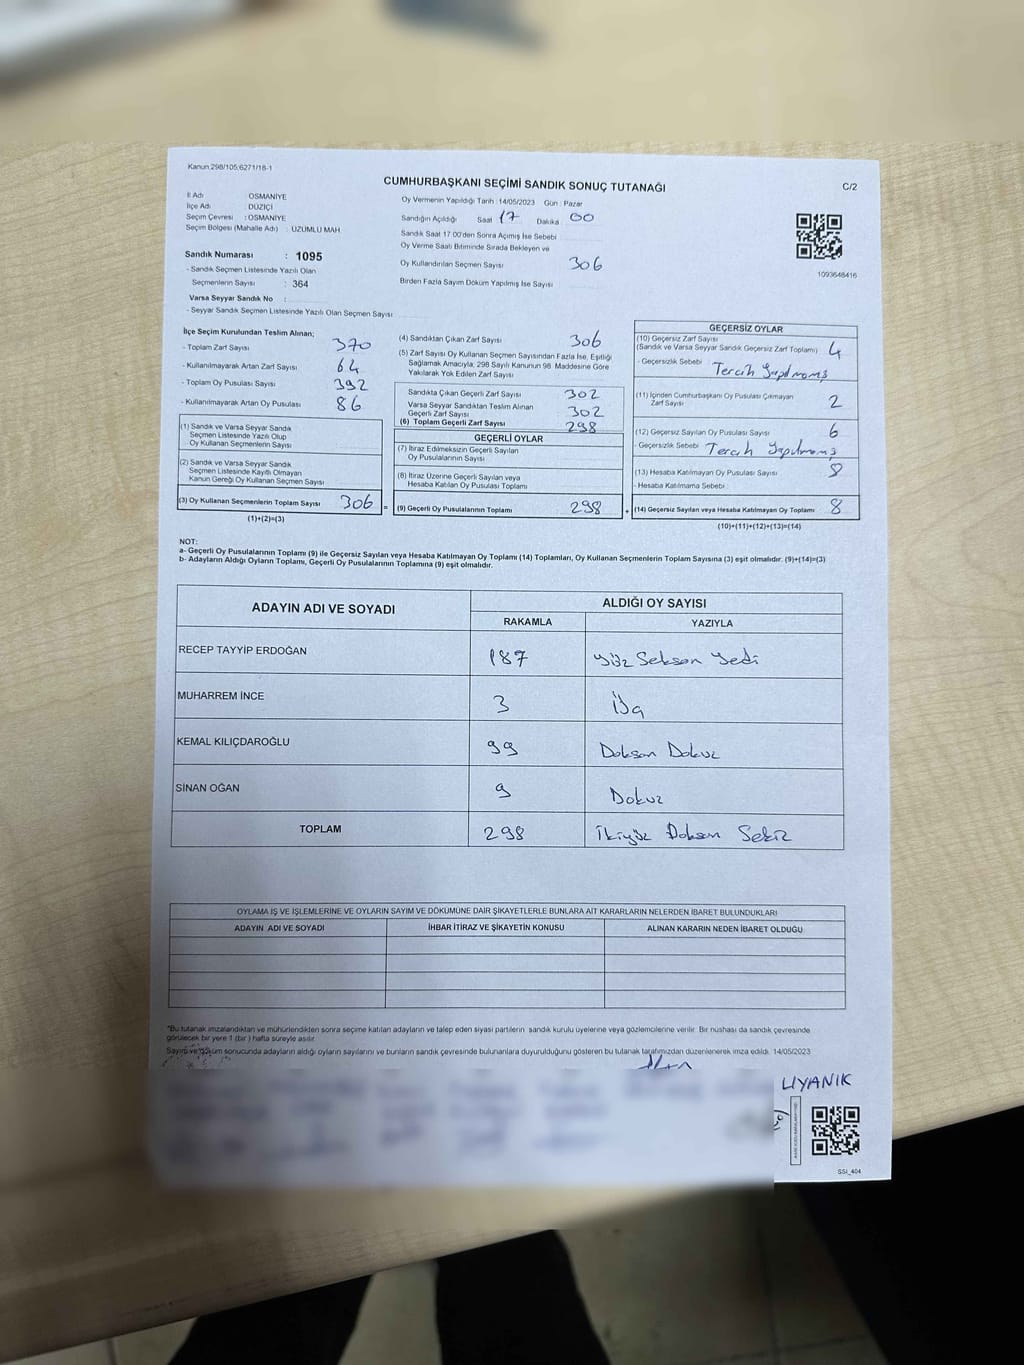 Kanun:298/105;6271/18-1
CUMHURBAŞKANI SEÇİMİ SANDIK SONUÇ TUTANAĞI
C/2
İl Adı : OSMANİYE
İlçe Adı : DÜZİÇİ
Seçim Çevresi : OSMANİYE
Seçim Bölgesi (Mahalle Adı) : ÜZÜMLÜ MAH.
Sandık Numarası : 1095
- Sandık Seçmen Listesinde Yazılı Olan
Seçmenlerin Sayısı : 364
Varsa Seyyar Sandık No :
- Seyyar Sandık Seçmen Listesinde Yazılı Olan Seçmen Sayısı
Oy Vermenin Yapıldığı Tarih :14/05/2023 Gün : Pazar
Sandığın Açıldığı Saat 17 Dakika 00
Sandık Saat 17.00'den Sonra Açılmış İse Sebebi
Oy Verme Saati Bitiminde Sırada Bekleyen ve
Oy Kullandırılan Seçmen Sayısı 306
Birden Fazla Sayım Döküm Yapılmış İse Sayısı
1093648416
İlçe Seçim Kurulundan Teslim Alınan;
- Toplam Zarf Sayısı 370
- Kullanılmayarak Artan Zarf Sayısı 64
- Toplam Oy Pusulası Sayısı 392
- Kullanılmayarak Artan Oy Pusulası 86
(1) Sandık ve Varsa Seyyar Sandık
Seçmen Listesinde Yazılı Olup
Oy Kullanan Seçmenlerin Sayısı
(2) Sandık ve Varsa Seyyar Sandık
Seçmen Listesinde Kayıtlı Olmayan
Kanun Gereği Oy Kullanan Seçmen Sayısı
(3) Oy Kullanan Seçmenlerin Toplam Sayısı 306
(1)+(2)=(3)
(4) Sandıktan Çıkan Zarf Sayısı 306
(5) Zarf Sayısı Oy Kullanan Seçmen Sayısından Fazla İse, Eşitliği
Sağlamak Amacıyla; 298 Sayılı Kanunun 98. Maddesine Göre
Yakılarak Yok Edilen Zarf Sayısı
Sandıkta Çıkan Geçerli Zarf Sayısı 302
Varsa Seyyar Sandıktan Teslim Alınan
Geçerli Zarf Sayısı 302
(6) Toplam Geçerli Zarf Sayısı 298
GEÇERLİ OYLAR
(7) İtiraz Edilmeksizin Geçerli Sayılan
Oy Pusulalarının Sayısı
(8) İtiraz Üzerine Geçerli Sayılan veya
Hesaba Katılan Oy Pusulası Toplamı
= (9) Geçerli Oy Pusulalarının Toplamı 298 +
GEÇERSİZ OYLAR
(10) Geçersiz Zarf Sayısı
(Sandık ve Varsa Seyyar Sandık Geçersiz Zarf Toplamı) 4
- Geçersizlik Sebebi Tercih Yapılmamış
(11) İçinden Cumhurbaşkanı Oy Pusulası Çıkmayan
Zarf Sayısı 2
(12) Geçersiz Sayılan Oy Pusulası Sayısı 6
- Geçersizlik Sebebi Tercih Yapılmamış
(13) Hesaba Katılmayan Oy Pusulası Sayısı 8
- Hesaba Katılmama Sebebi
(14) Geçersiz Sayılan veya Hesaba Katılmayan Oy Toplamı 8
(10)+(11)+(12)+(13)=(14)
NOT:
a- Geçerli Oy Pusulalarının Toplamı (9) ile Geçersiz Sayılan veya Hesaba Katılmayan Oy Toplamı (14) Toplamları, Oy Kullanan Seçmenlerin Toplam Sayısına (3) eşit olmalıdır. (9)+(14)=(3)
b- Adayların Aldığı Oyların Toplamı, Geçerli Oy Pusulalarının Toplamına (9) eşit olmalıdır.
ADAYIN ADI VE SOYADI
ALDIĞI OY SAYISI
RAKAMLA YAZIYLA
RECEP TAYYİP ERDOĞAN 187 Yüz Seksen Yedi
MUHARREM İNCE 3 Üç
KEMAL KILIÇDAROĞLU 99 Doksan Dokuz
SİNAN OĞAN 9 Dokuz
TOPLAM 298 İkiyüz Doksan Sekiz
OYLAMA İŞ VE İŞLEMLERİNE VE OYLARIN SAYIM VE DÖKÜMÜNE DAİR ŞİKAYETLERLE BUNLARA AİT KARARLARIN NELERDEN İBARET BULUNDUKLARI
ADAYIN ADI VE SOYADI İHBAR İTİRAZ VE ŞİKAYETİN KONUSU ALINAN KARARIN NEDEN İBARET OLDUĞU
*Bu tutanak imzalandıktan ve mühürlendikten sonra seçime katılan adayların ve talep eden siyasi partilerin sandık kurulu üyelerine veya gözlemcilerine verilir. Bir nüshası da sandık çevresinde
görülecek bir yere 1 (bir ) hafta süreyle asılır.
Sayım ve döküm sonucunda adayların aldığı oyların sayılarını ve bunların sandık çevresinde bulunanlara duyurulduğunu gösteren bu tutanak tarafımızdan düzenlenerek imza edildi. 14/05/2023
UYANIK
SSI_404